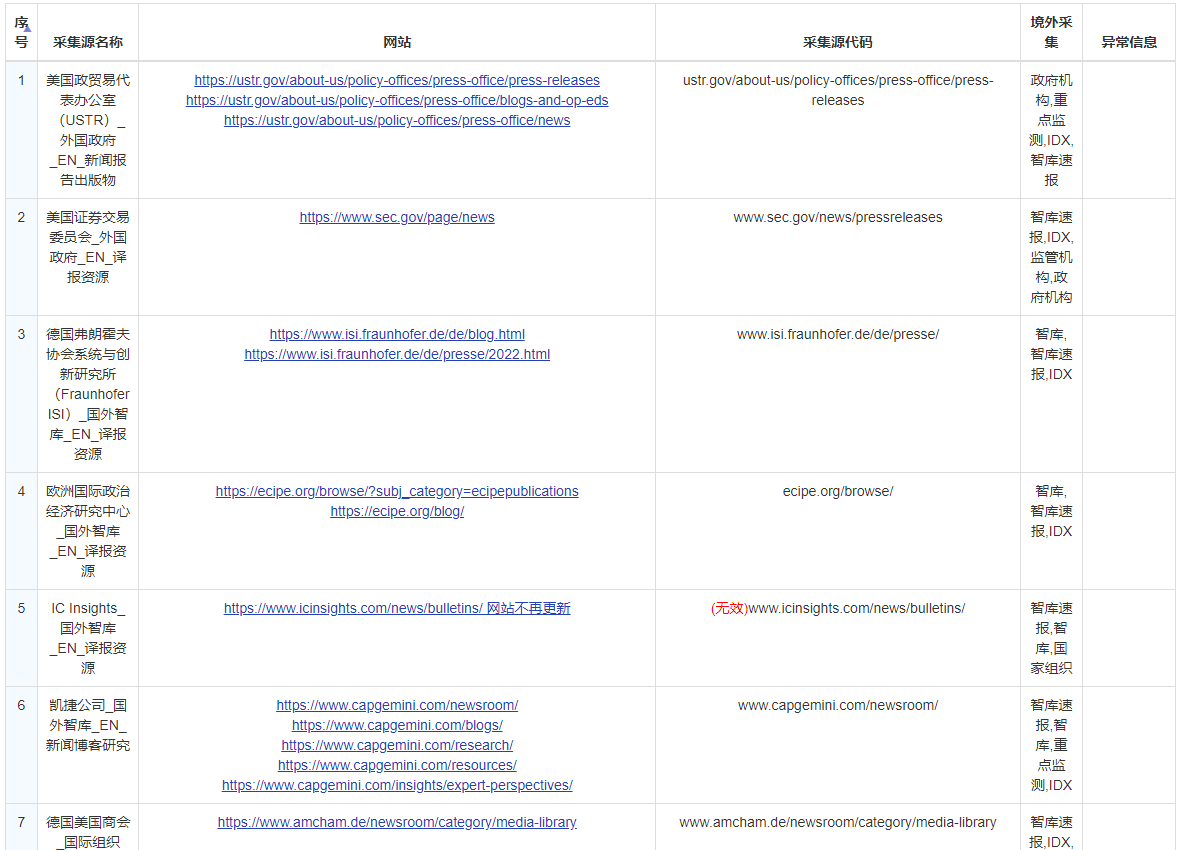 序号
采集源名称
网站
采集源代码
境外采集
异常信息
1
美国政贸易代
表办公室
（USTR）_
外国政府
_EN_新闻报
告出版物
https://ustr.gov/about-us/policy-offices/press-office/press-releases
https://ustr.gov/about-us/policy-offices/press-office/blogs-and-op-eds
https://ustr.gov/about-us/policy-offices/press-office/news
ustr.gov/about-us/policy-offices/press-office/press-
releases
政府机
构,重
点监
测,IDX,
智库速
报
2
美国证券交易
委员会_外国
政府_EN_译
报资源
https://www.sec.gov/page/news
www.sec.gov/news/pressreleases
智库速
报,IDX,
监管机
构,政
府机构
3
德国弗朗霍夫
协会系统与创
新研究所
（Fraunhofer
ISI）_国外智
库_EN_译报
资源
https://www.isi.fraunhofer.de/de/blog.html
https://www.isi.fraunhofer.de/de/presse/2022.html
www.isi.fraunhofer.de/de/presse/
智库,
智库速
报,IDX
4
欧洲国际政治
经济研究中心
_国外智库
_EN_译报资
源
https://ecipe.org/browse/?subj_category=ecipepublications
https://ecipe.org/blog/
ecipe.org/browse/
智库,
智库速
报,IDX
5
IC Insights_
国外智库
_EN_译报资
源
https://www.icinsights.com/news/bulletins/ 网站不再更新
(无效)www.icinsights.com/news/bulletins/
智库速
报,智
库,国
家组织
6
凯捷公司_国
外智库_EN_
新闻博客研究
https://www.capgemini.com/newsroom/
https://www.capgemini.com/blogs/
https://www.capgemini.com/research/
https://www.capgemini.com/resources/
https://www.capgemini.com/insights/expert-perspectives/
www.capgemini.com/newsroom/
智库速
报,智
库,重
点监
测,IDX
7
德国美国商会
_国际组织
https://www.amcham.de/newsroom/category/media-library
www.amcham.de/newsroom/category/media-library
智库速
报,IDX,